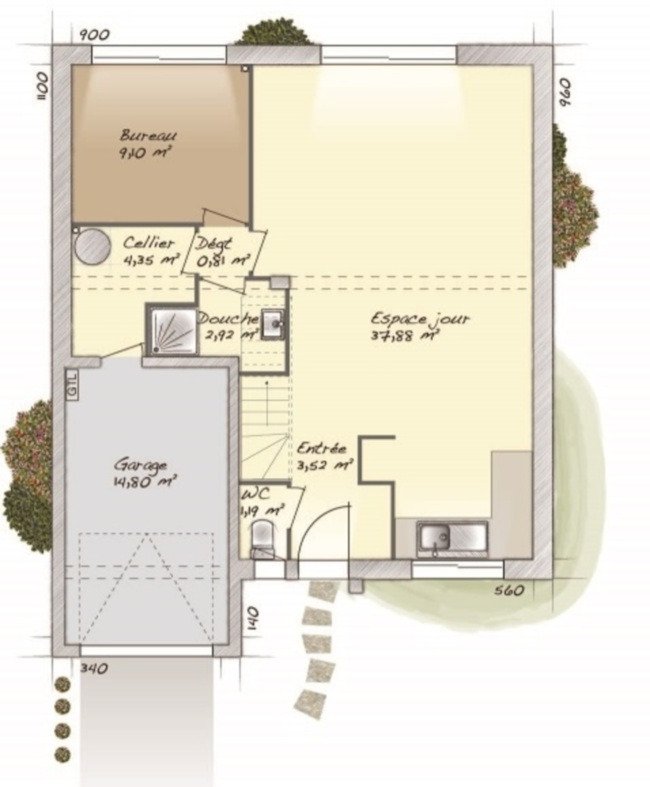 900
1100
960
Bureau
9,10 m²
Cellier
4,35 m²
Dégt
0,81 m²
Douche
2,92 m²
Espace jour
37,88 m²
GTL
Garage
14,80 m²
Entrée
3,52 m²
WC
1,19 m²
560
140
340